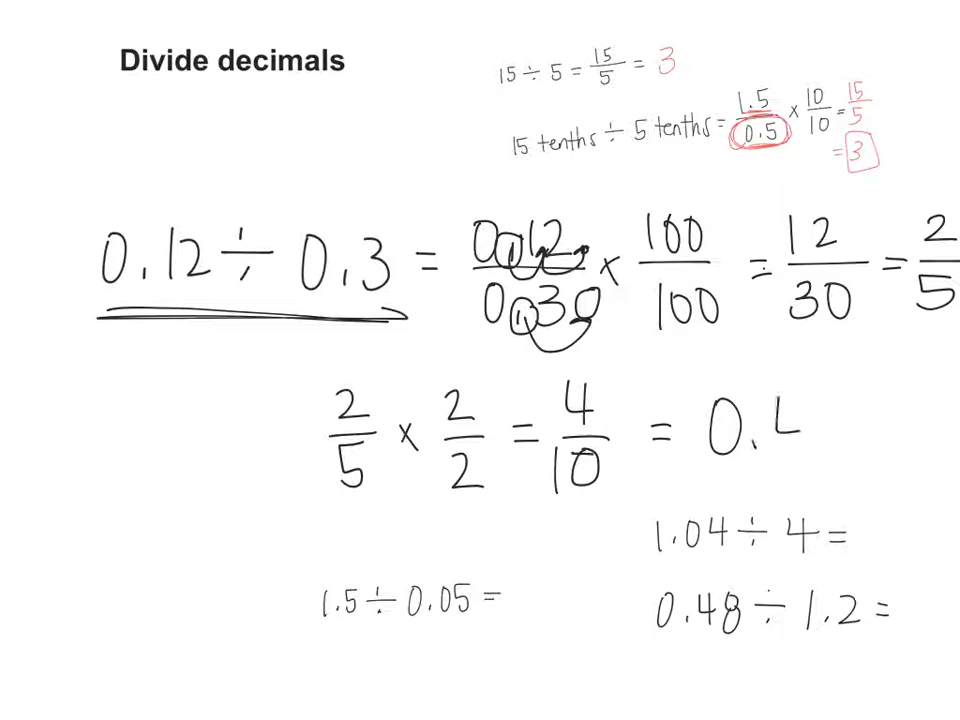 Divide decimals
15 ÷ 5 = 15/5 = 3
15 tenths ÷ 5 tenths = 1.5/0.5 × 10/10 = 15/5
= 3
0.12 ÷ 0.3 = 0.12/0.30 × 100/100 = 12/30 = 2/5
2/5 × 2/2 = 4/10 = 0.4
1.04 ÷ 4 =
1.5 ÷ 0.05 =
0.48 ÷ 1.2 =